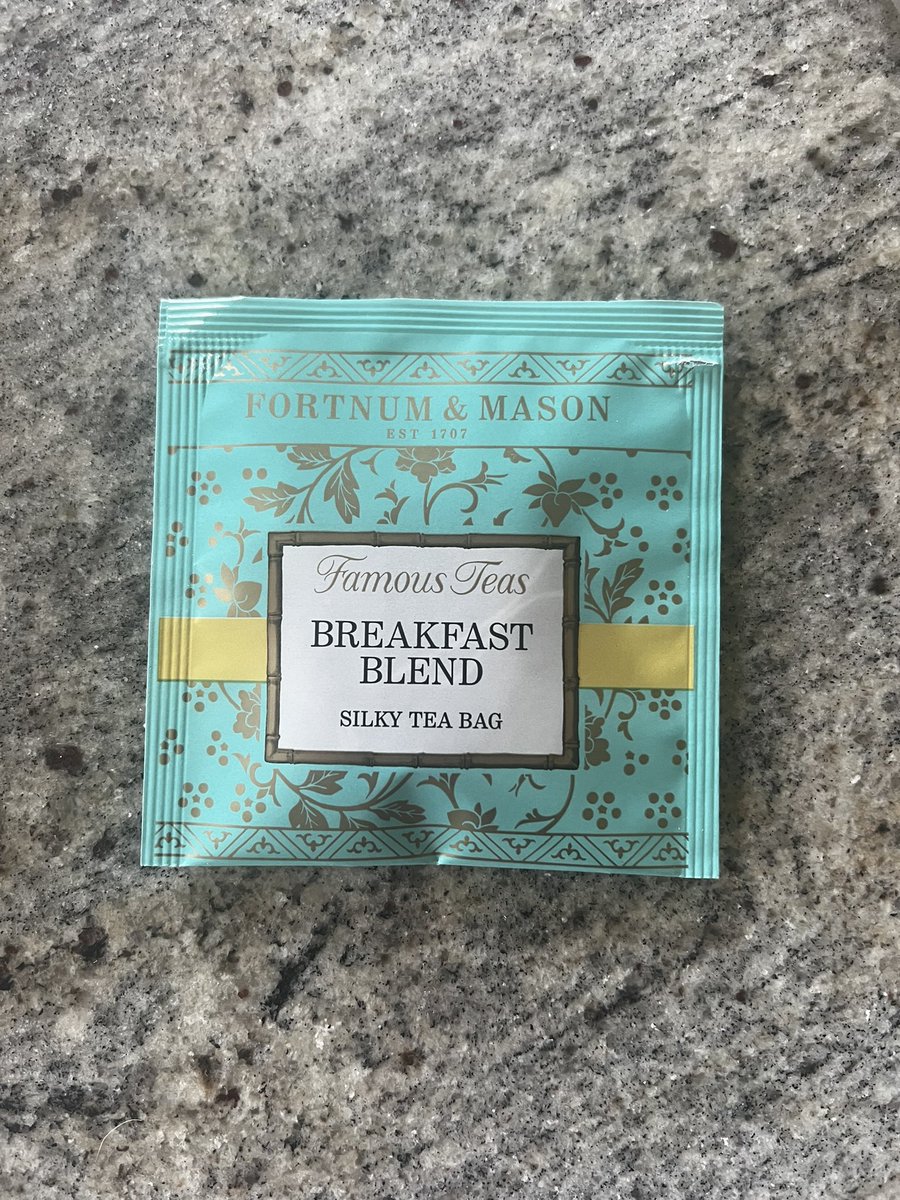 FORTNUM & MASON
EST 1707
Famous Teas
BREAKFAST
BLEND
SILKY TEA BAG